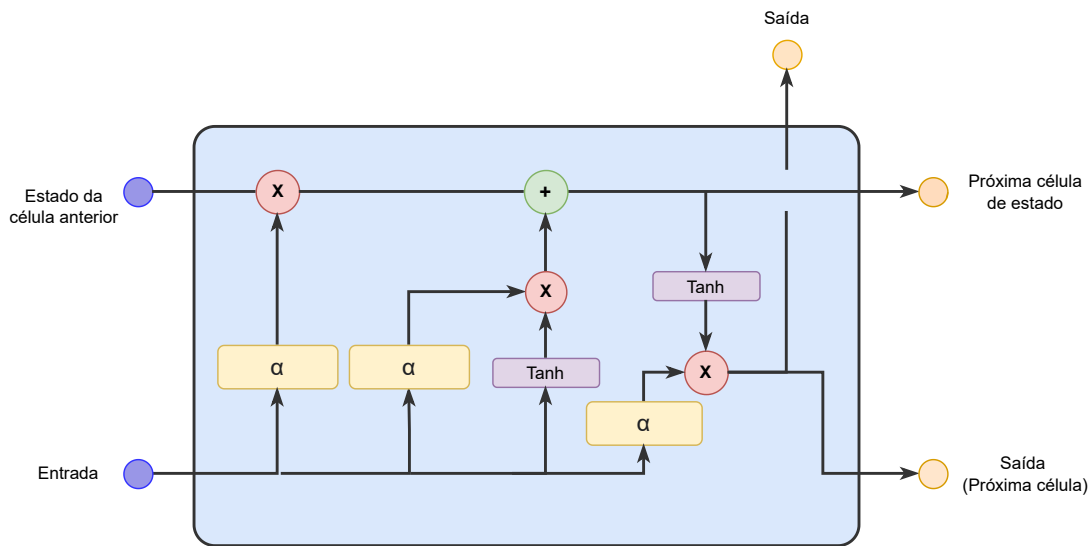 Saída
Estado da
célula anterior
x
+
Próxima célula
de estado
x
Tanh
α
α
Tanh
x
α
Entrada
Saída
(Próxima célula)